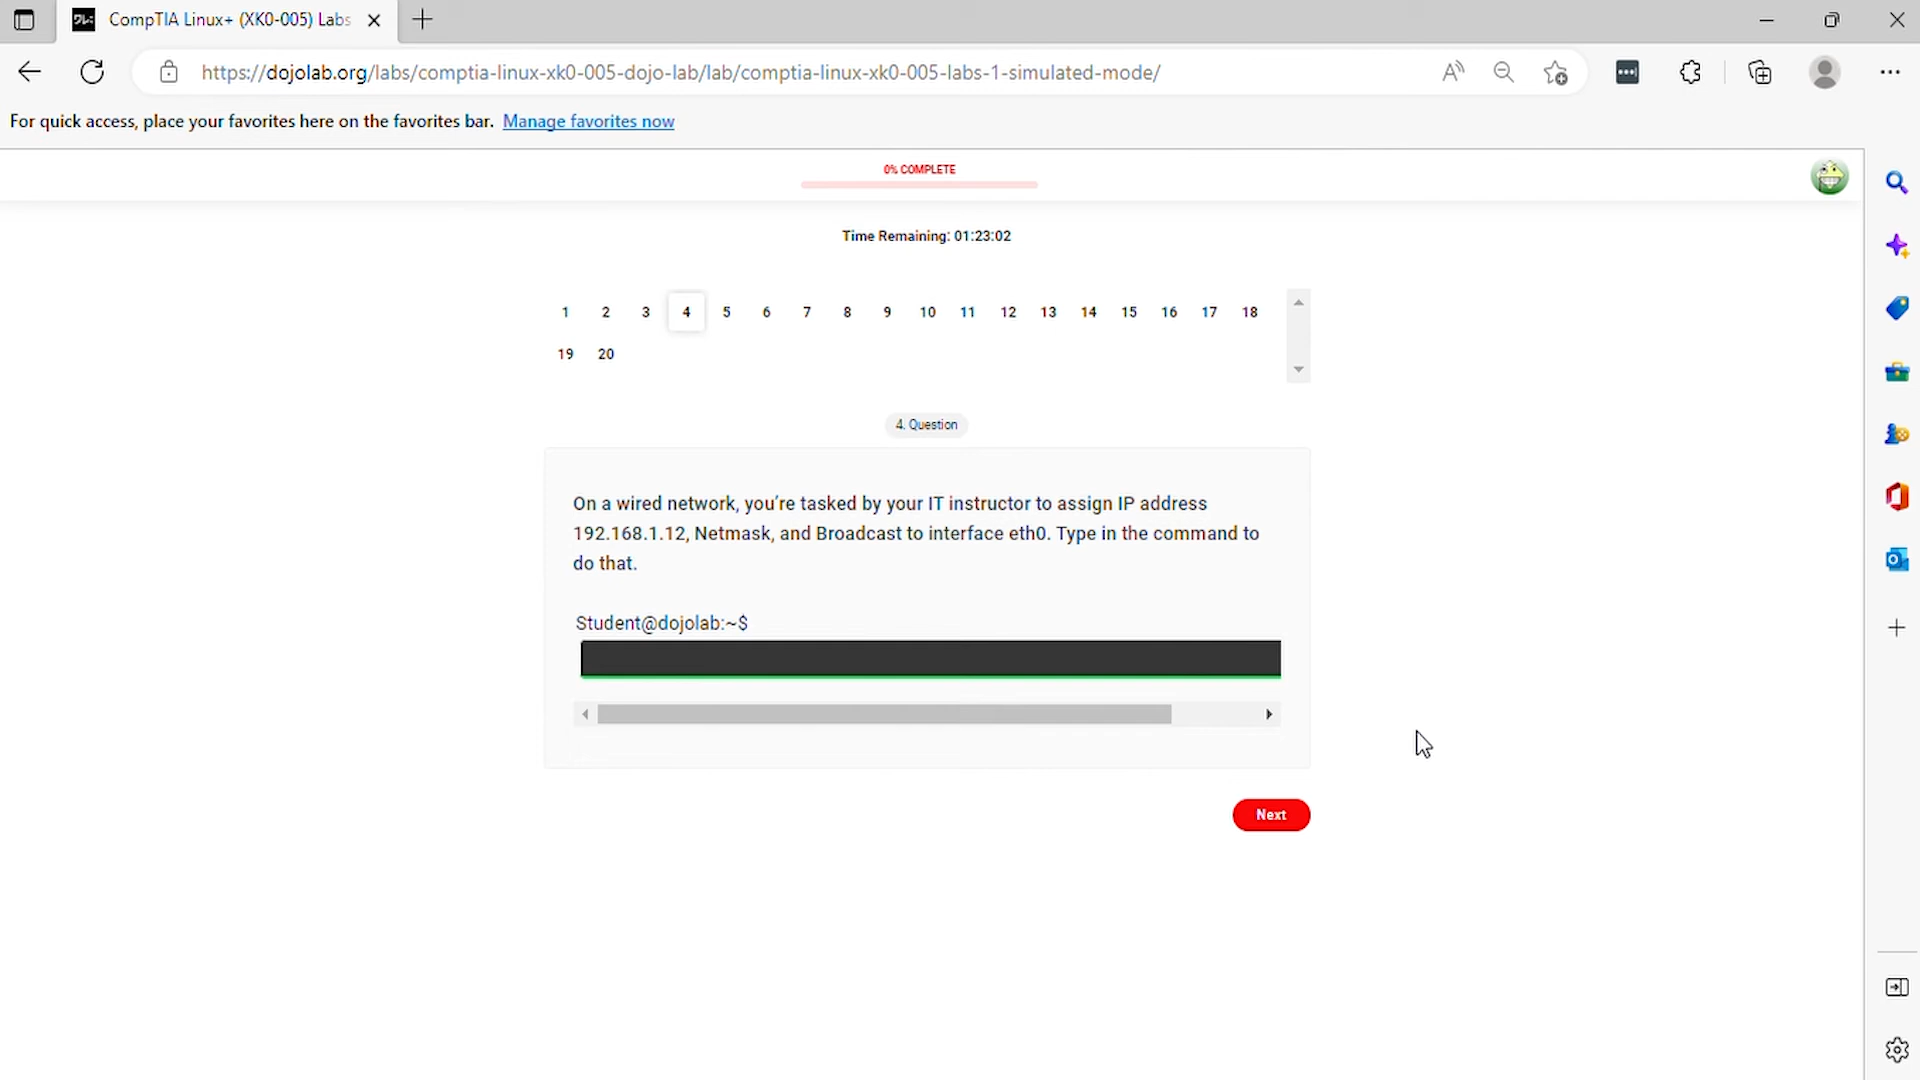 CompTIA Linux+ (XK0-005) Labs
https://dojolab.org/labs/comptia-linux-xk0-005-dojo-lab/lab/comptia-linux-xk0-005-labs-1-simulated-mode/
For quick access, place your favorites here on the favorites bar. Manage favorites now
0% COMPLETE
Time Remaining: 01:23:02
1 2 3 4 5 6 7 8 9 10 11 12 13 14 15 16 17 18
19 20
4. Question
On a wired network, you’re tasked by your IT instructor to assign IP address
192.168.1.12, Netmask, and Broadcast to interface eth0. Type in the command to
do that.
Student@dojolab:~$
Next